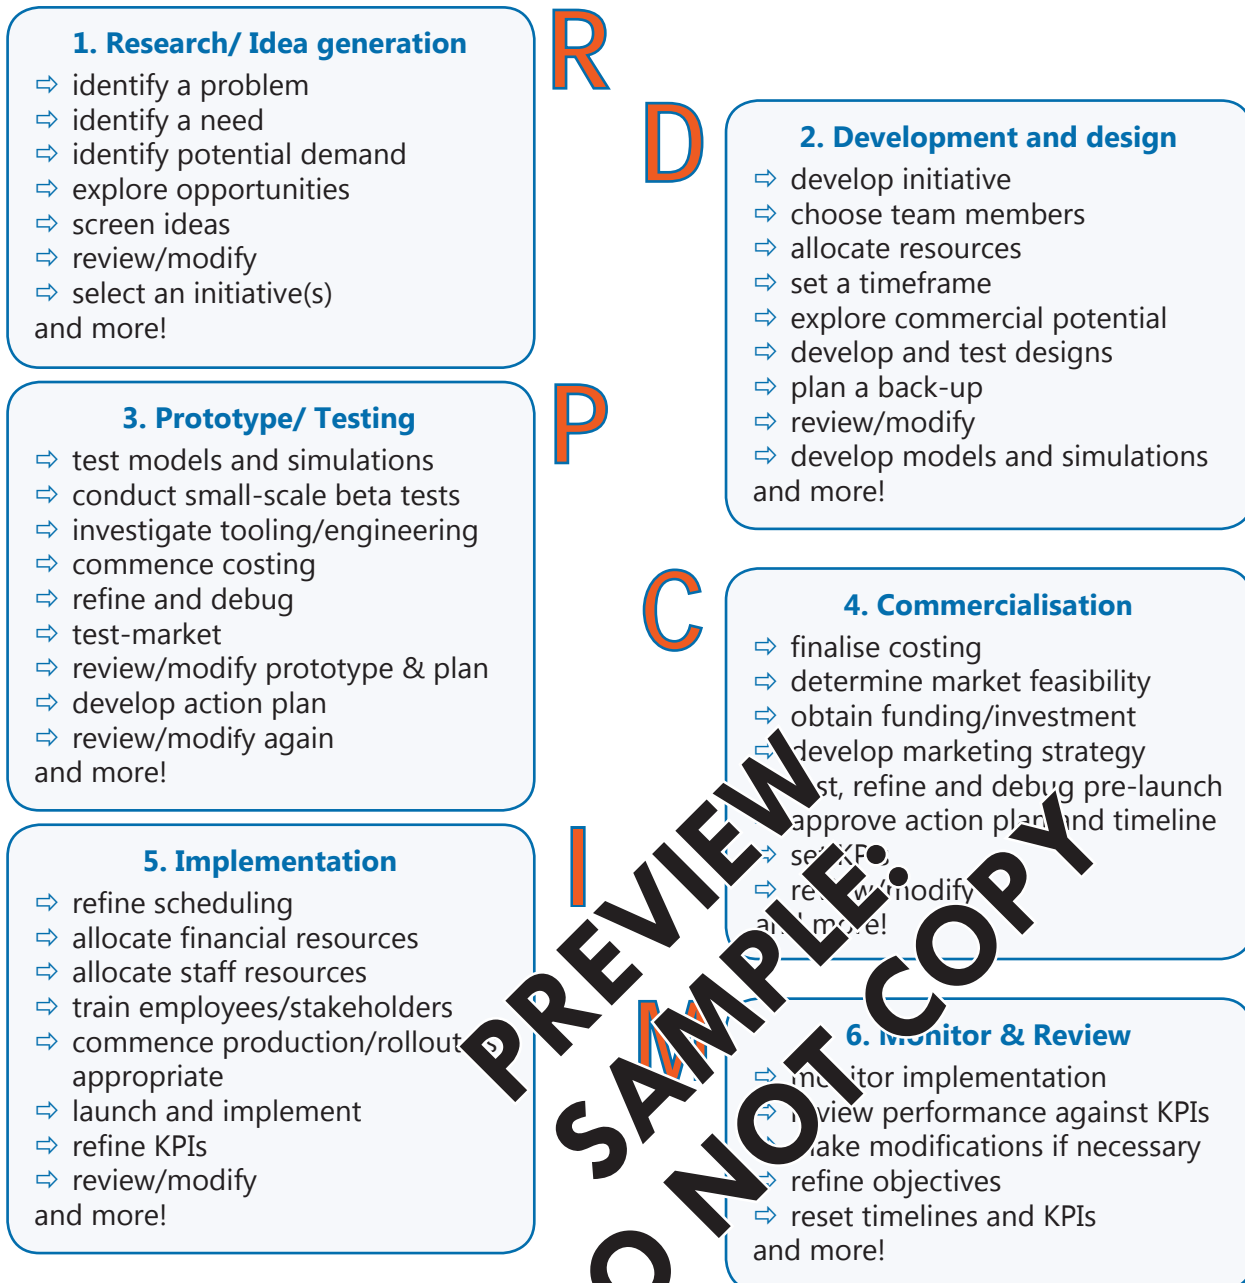 1. Research/ Idea generation
⇨ identify a problem
⇨ identify a need
⇨ identify potential demand
⇨ explore opportunities
⇨ screen ideas
⇨ review/modify
⇨ select an initiative(s)
and more!
R
D
2. Development and design
⇨ develop initiative
⇨ choose team members
⇨ allocate resources
⇨ set a timeframe
⇨ explore commercial potential
⇨ develop and test designs
⇨ plan a back-up
⇨ review/modify
⇨ develop models and simulations
and more!
3. Prototype/ Testing
⇨ test models and simulations
⇨ conduct small-scale beta tests
⇨ investigate tooling/engineering
⇨ commence costing
⇨ refine and debug
⇨ test-market
⇨ review/modify prototype & plan
⇨ develop action plan
⇨ review/modify again
and more!
P
C
4. Commercialisation
⇨ finalise costing
⇨ determine market feasibility
⇨ obtain funding/investment
⇨ develop marketing strategy
refine and debug pre-launch
approve action plan and timeline
⇨ set KPIs
⇨ review/modify
and more!
5. Implementation
⇨ refine scheduling
⇨ allocate financial resources
⇨ allocate staff resources
⇨ train employees/stakeholders
⇨ commence production/rollout
appropriate
⇨ launch and implement
⇨ refine KPIs
⇨ review/modify
and more!
I
M
6. Monitor & Review
⇨ monitor implementation
⇨ review performance against KPIs
make modifications if necessary
⇨ refine objectives
⇨ reset timelines and KPIs
and more!
PREVIEW
SAMPLE:
O NOT COPY